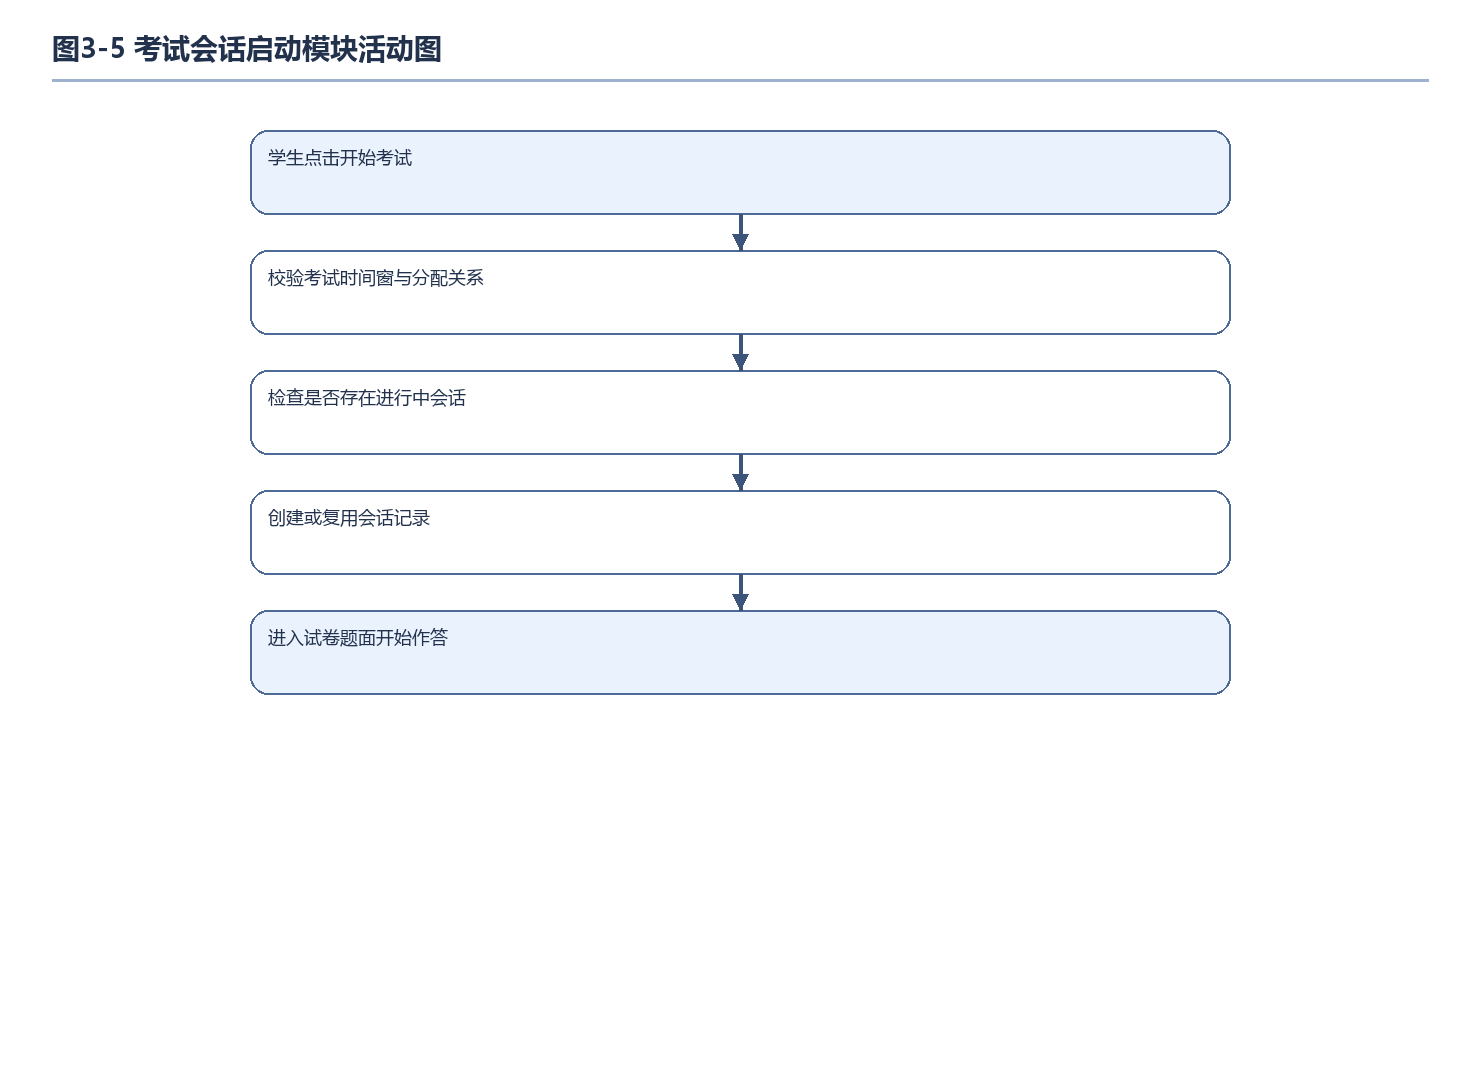 图3-5 考试会话启动模块活动图
学生点击开始考试
校验考试时间窗与分配关系
检查是否存在进行中会话
创建或复用会话记录
进入试卷题面开始作答